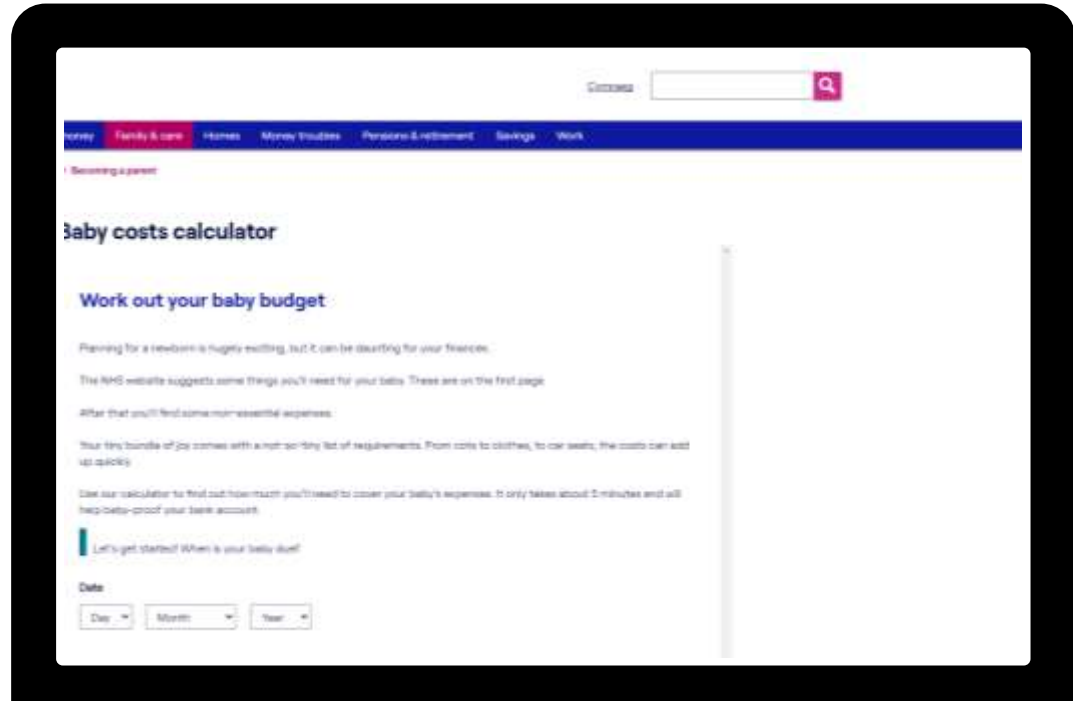 Cymraeg
money Family & care Homes Money troubles Pensions & retirement Savings Work
Becoming a parent
Baby costs calculator
Work out your baby budget
Planning for a newborn is hugely exciting, but it can be daunting for your finances.
The NHS website suggests some things you'll need for your baby. These are on the first page.
After that you'll find some non-essential expenses.
Your tiny bundle of joy comes with a not-so-tiny list of requirements. From cots to clothes, to car seats, the costs can add
up quickly.
Use our calculator to find out how much you'll need to cover your baby's expenses. It only takes about 5 minutes and will
help baby-proof your bank account.
Let's get started! When is your baby due?
Date
Day Month Year